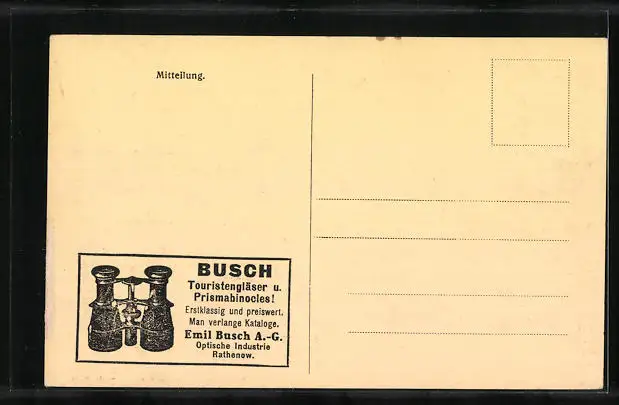 Mitteilung.
BUSCH
Touristengläser u.
Prismabinocles!
Erstklassig und preiswert.
Man verlange Kataloge.
Emil Busch A.-G.
Optische Industrie
Rathenow.